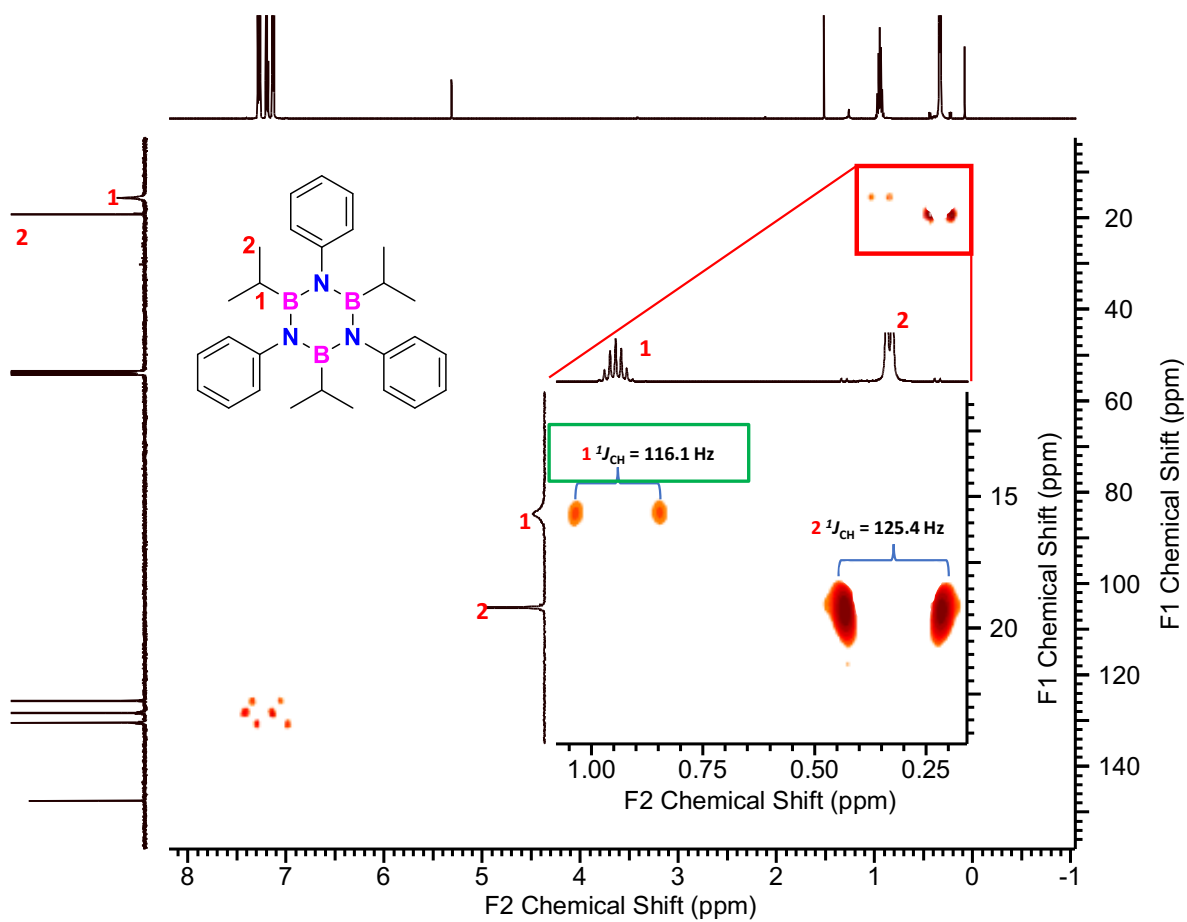 1
2
2
1
N
B
B
N
N
B
1
2
1 ¹J_CH = 116.1 Hz
2 ¹J_CH = 125.4 Hz
1
2
15
20
F1 Chemical Shift (ppm)
1.00 0.75 0.50 0.25
F2 Chemical Shift (ppm)
20
40
60
80
100
120
140
F1 Chemical Shift (ppm)
8 7 6 5 4 3 2 1 0 -1
F2 Chemical Shift (ppm)